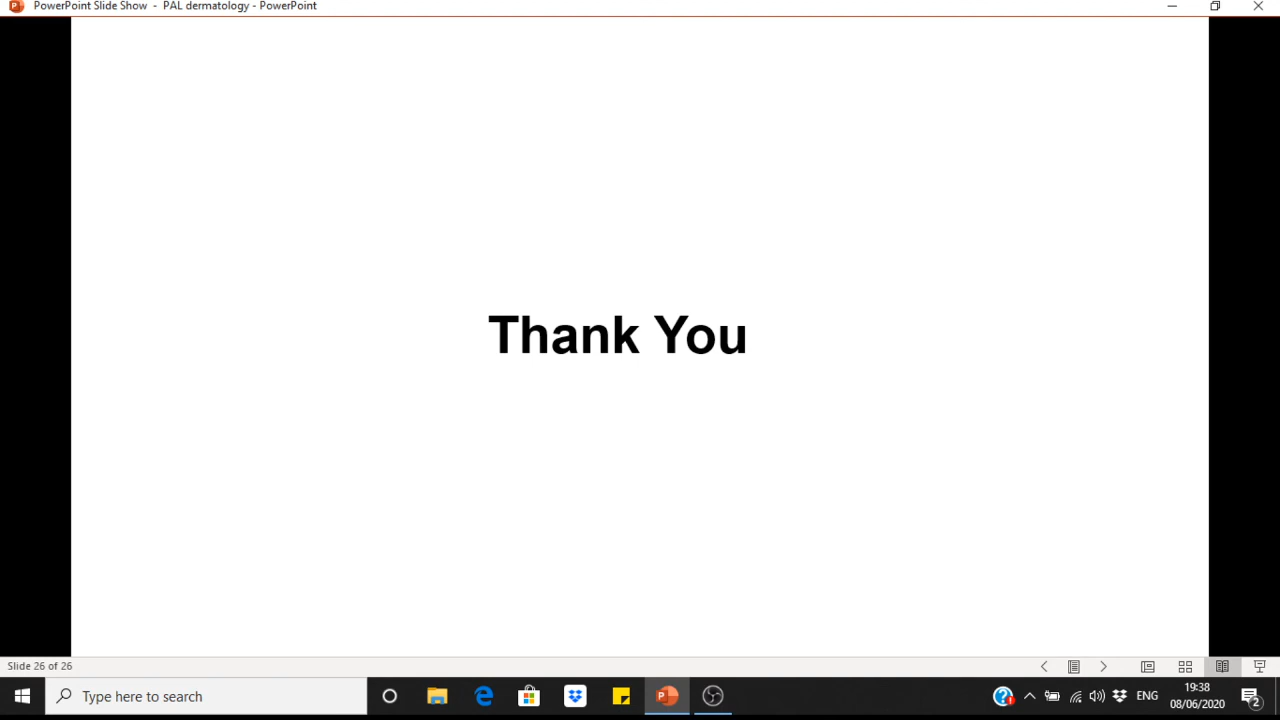 PowerPoint Slide Show - PAL dermatology - PowerPoint
Thank You
Slide 26 of 26
Type here to search
ENG
19:38
08/06/2020
2